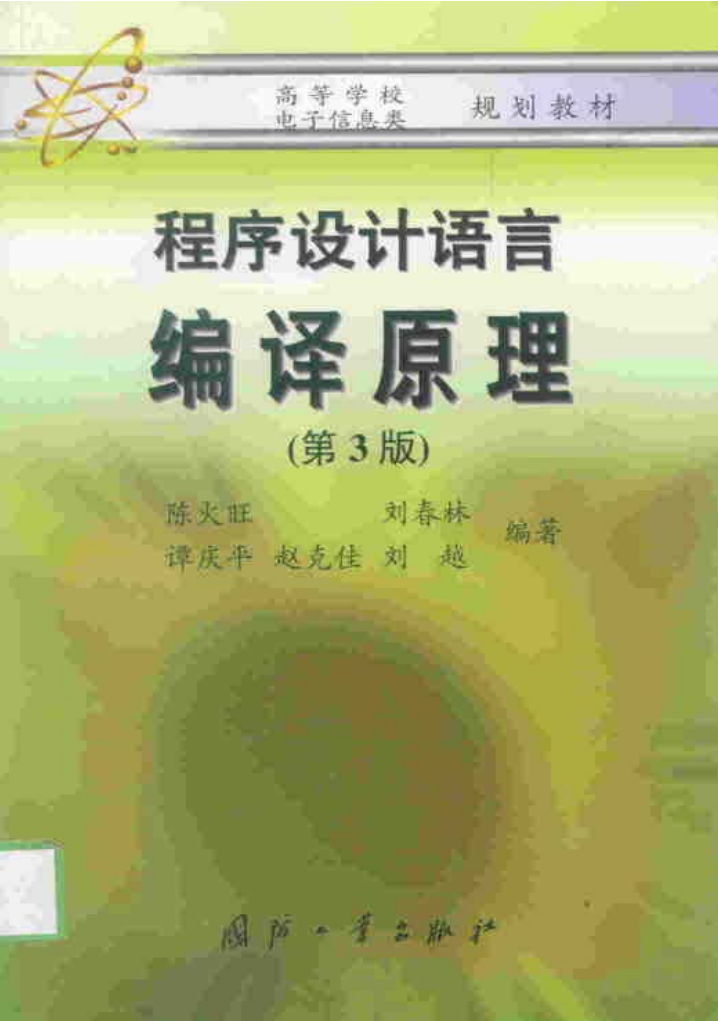 高等学校
电子信息类
规划教材
程序设计语言
编译原理
(第3版)
陈火旺 刘春林
谭庆平 赵克佳 刘越
编著
国防工业出版社